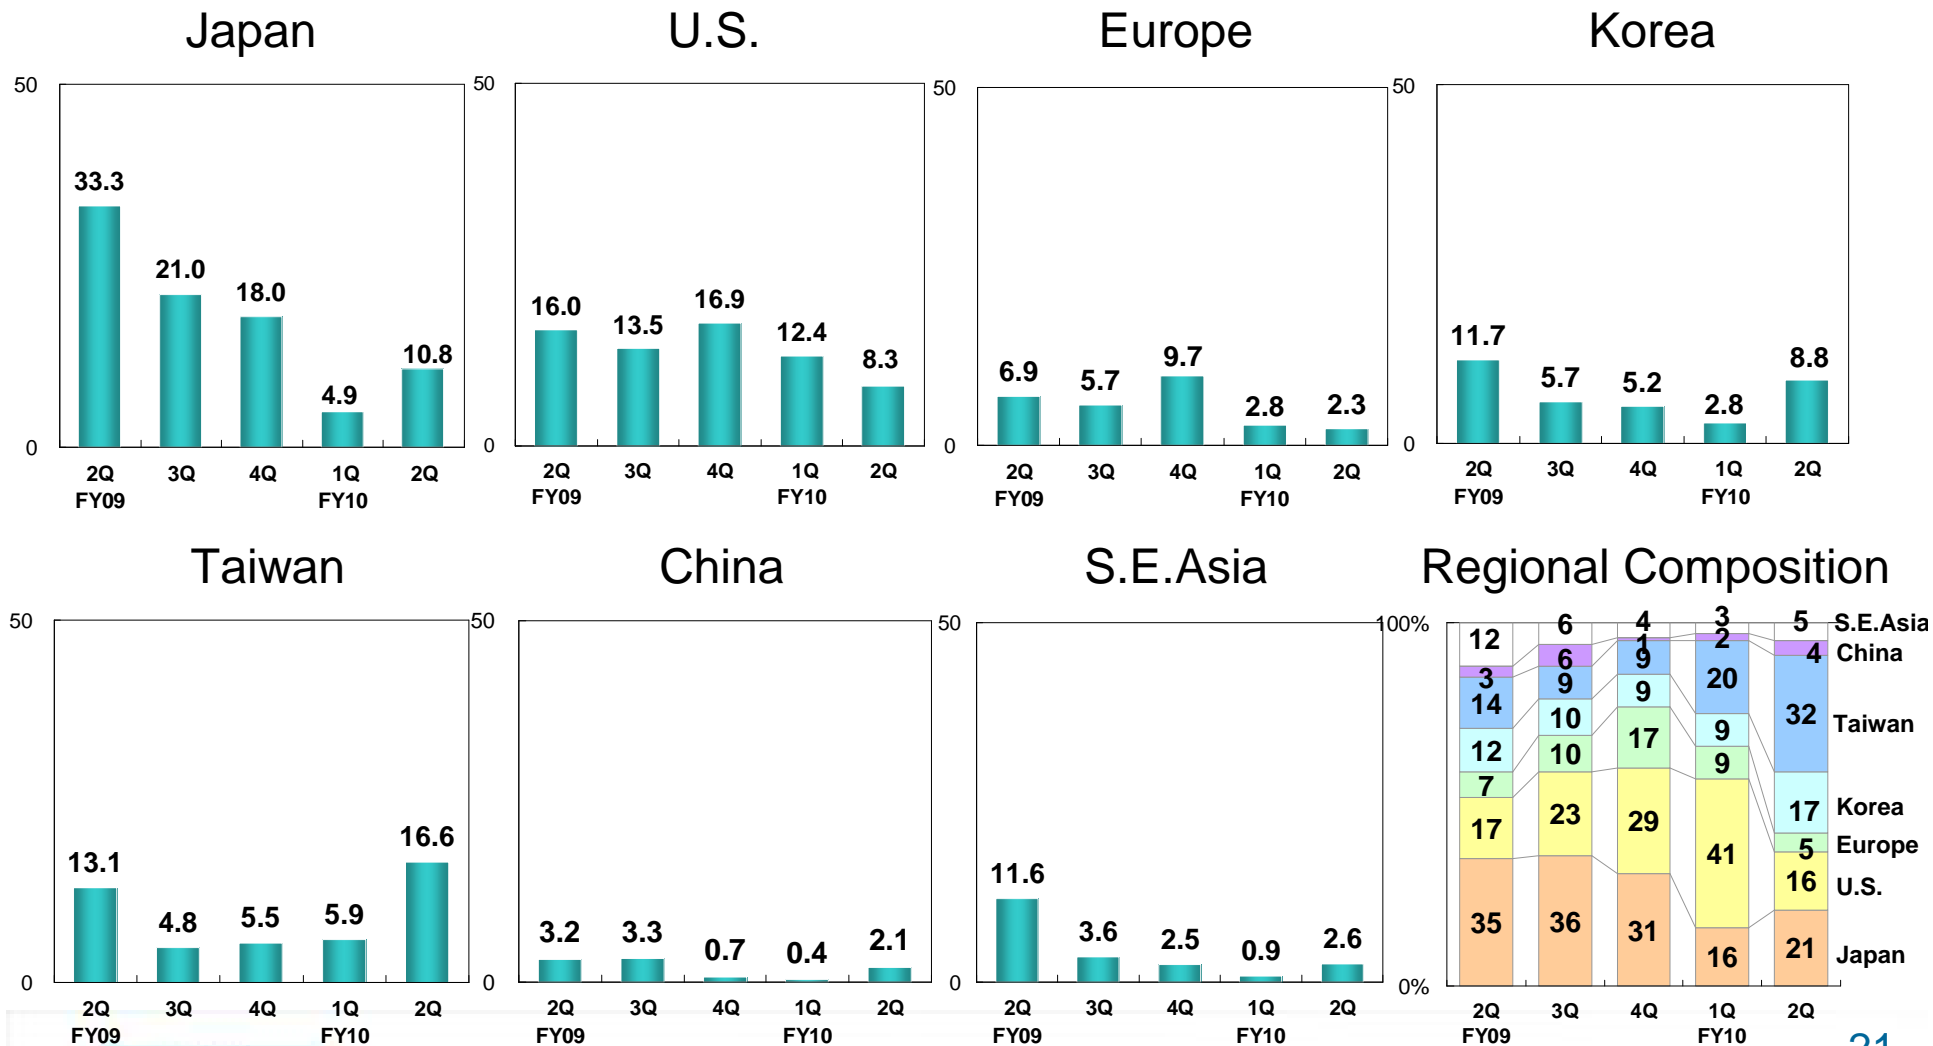 Japan
50
33.3
21.0
18.0
4.9
10.8
0
2Q 3Q 4Q 1Q 2Q
FY09 FY10
U.S.
50
16.0
13.5
16.9
12.4
8.3
0
2Q 3Q 4Q 1Q 2Q
FY09 FY10
Europe
50
6.9
5.7
9.7
2.8
2.3
0
2Q 3Q 4Q 1Q 2Q
FY09 FY10
Korea
50
11.7
5.7
5.2
2.8
8.8
0
2Q 3Q 4Q 1Q 2Q
FY09 FY10
Taiwan
50
13.1
4.8
5.5
5.9
16.6
0
2Q 3Q 4Q 1Q 2Q
FY09 FY10
China
50
3.2
3.3
0.7
0.4
2.1
0
2Q 3Q 4Q 1Q 2Q
FY09 FY10
S.E.Asia
50
11.6
3.6
2.5
0.9
2.6
0
2Q 3Q 4Q 1Q 2Q
FY09 FY10
Regional Composition
100%
12 6 4 3 5 S.E.Asia
3 6 1 2 4 China
14 9 9 20 32 Taiwan
12 10 9 9 17 Korea
7 10 17 9 5 Europe
17 23 29 41 16 U.S.
35 36 31 16 21 Japan
0%
2Q 3Q 4Q 1Q 2Q
FY09 FY10